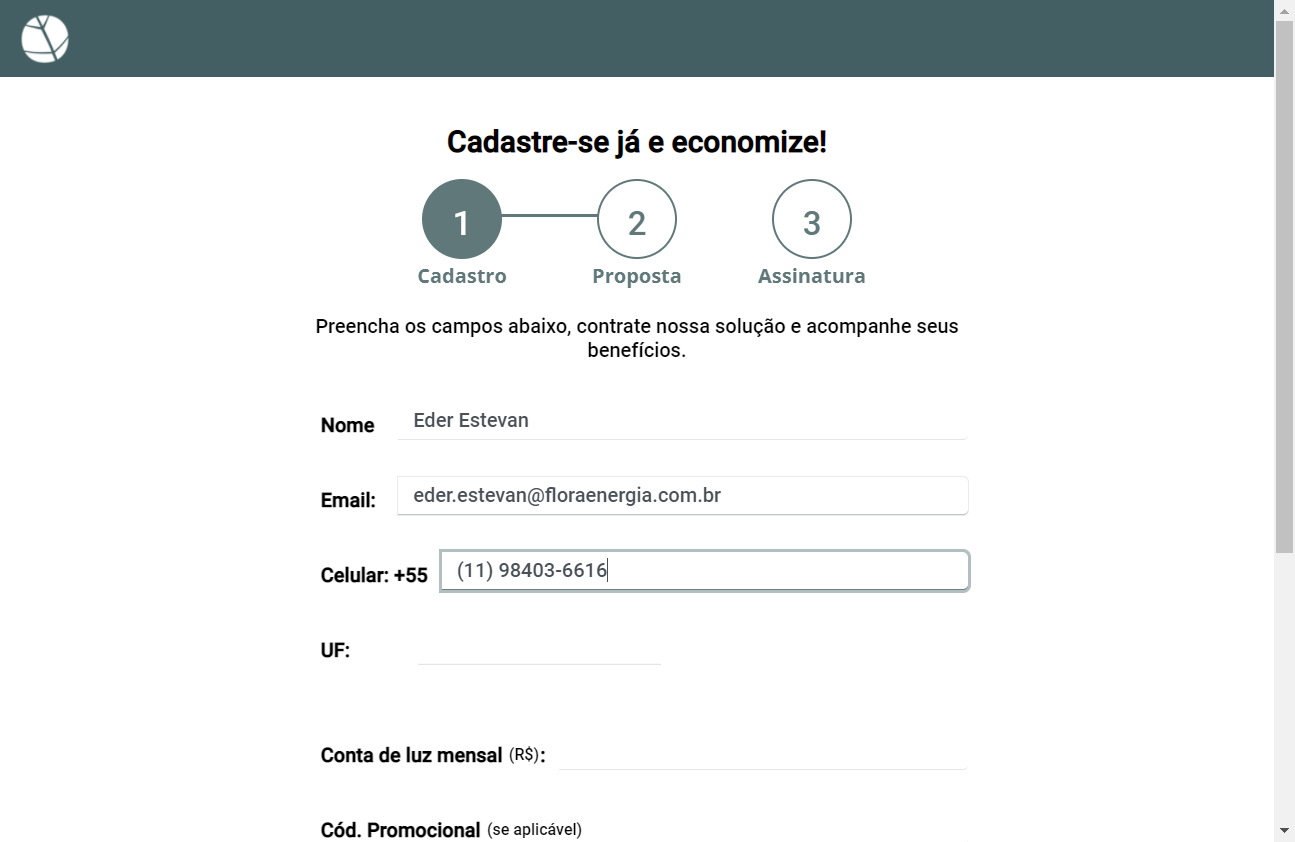 Cadastre-se já e economize!
1 2 3
Cadastro Proposta Assinatura
Preencha os campos abaixo, contrate nossa solução e acompanhe seus
benefícios.
Nome Eder Estevan
Email: eder.estevan@floraenergia.com.br
Celular: +55 (11) 98403-6616
UF:
Conta de luz mensal (R$):
Cód. Promocional (se aplicável)